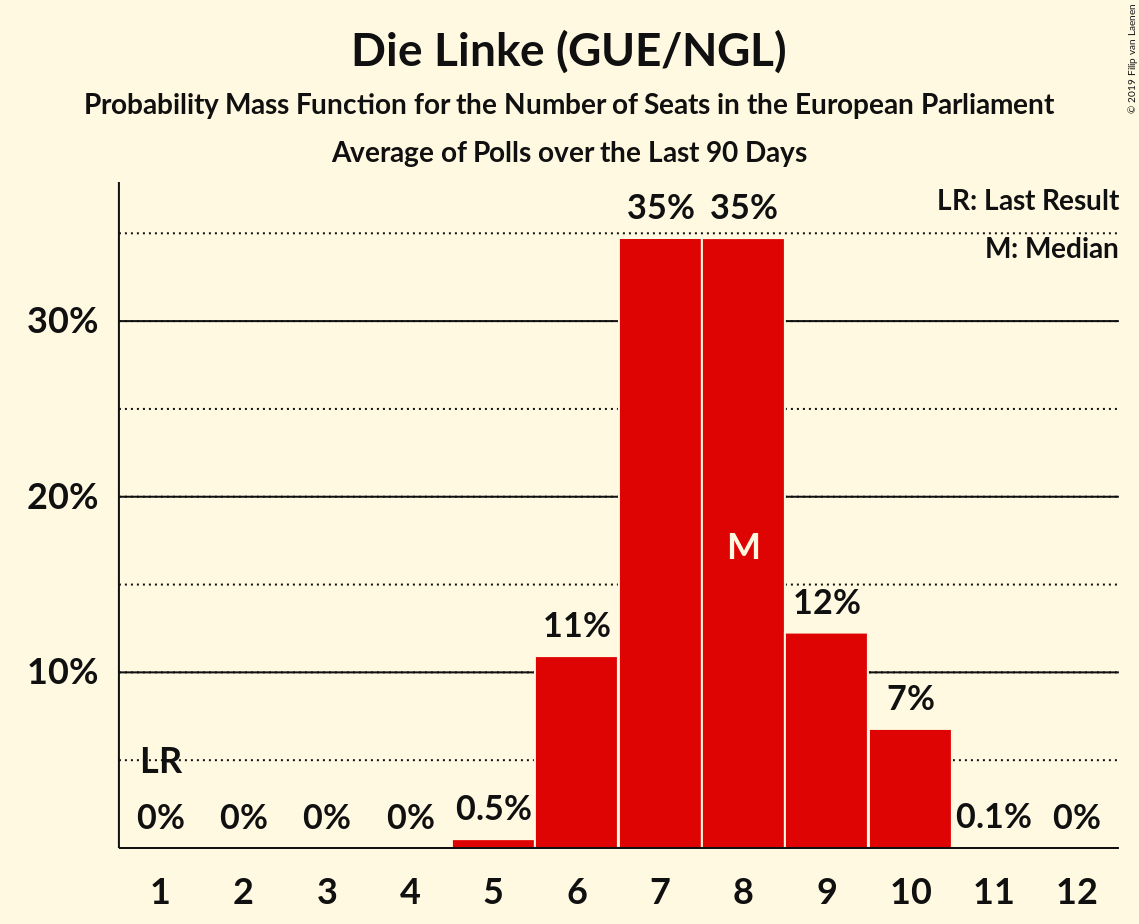 Die Linke (GUE/NGL)
Probability Mass Function for the Number of Seats in the European Parliament
Average of Polls over the Last 90 Days
© 2019 Filip van Laenen
LR: Last Result
M: Median
35% 35%
30%
20%
10%
M
12%
11%
7%
LR
0% 0% 0% 0% 0.5% 0.1% 0%
1 2 3 4 5 6 7 8 9 10 11 12